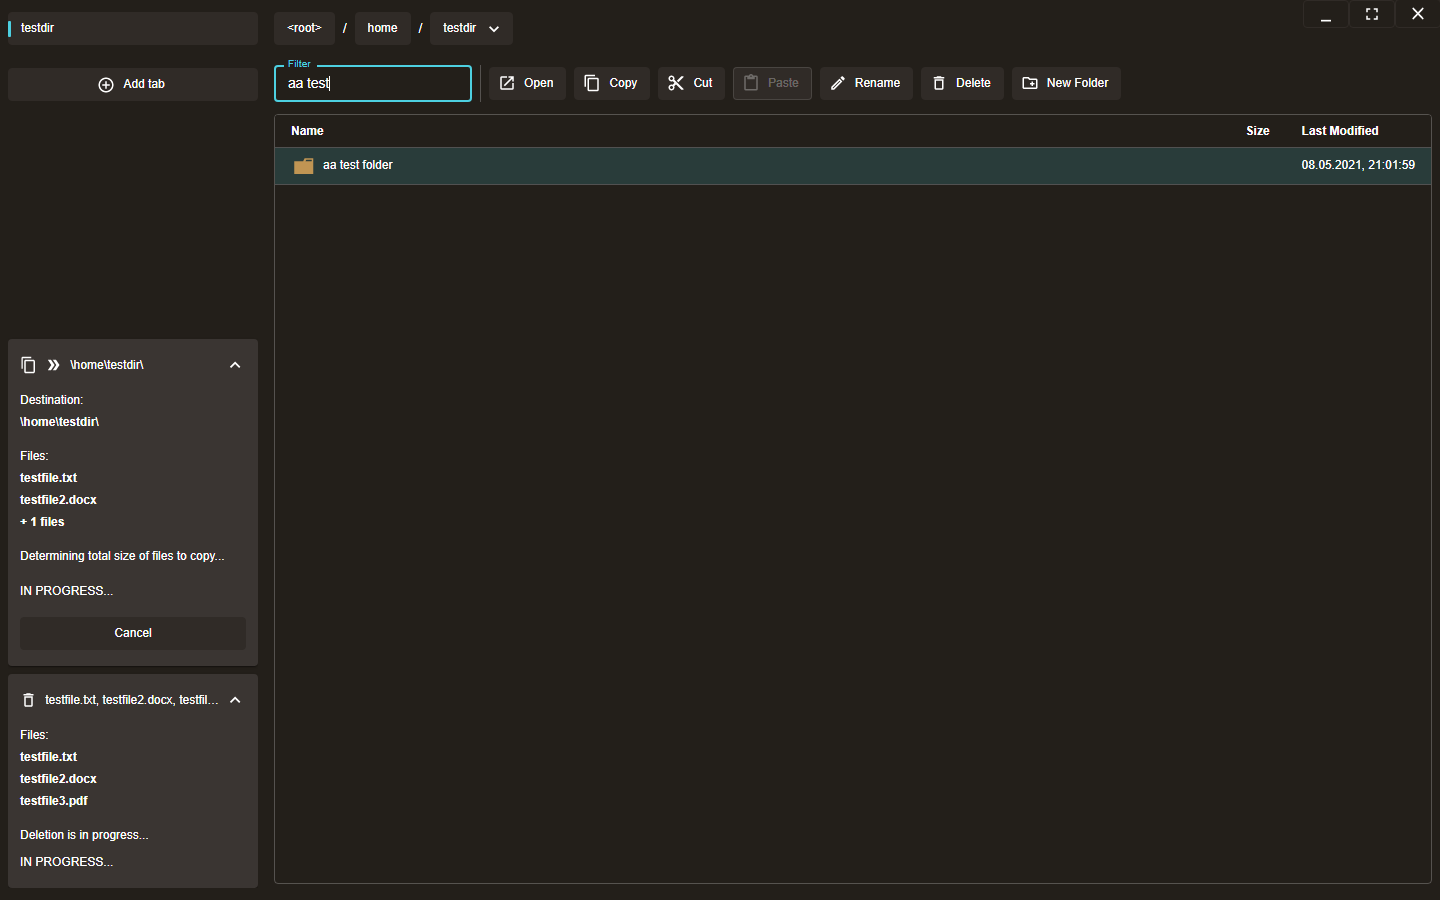 testdir
<root> / home / testdir
Add tab
Filter
aa test
Open Copy Cut Paste Rename Delete New Folder
Name Size Last Modified
aa test folder 08.05.2021, 21:01:59
\home\testdir\
Destination:
\home\testdir\
Files:
testfile.txt
testfile2.docx
+ 1 files
Determining total size of files to copy...
IN PROGRESS...
Cancel
testfile.txt, testfile2.docx, testfil...
Files:
testfile.txt
testfile2.docx
testfile3.pdf
Deletion is in progress...
IN PROGRESS...